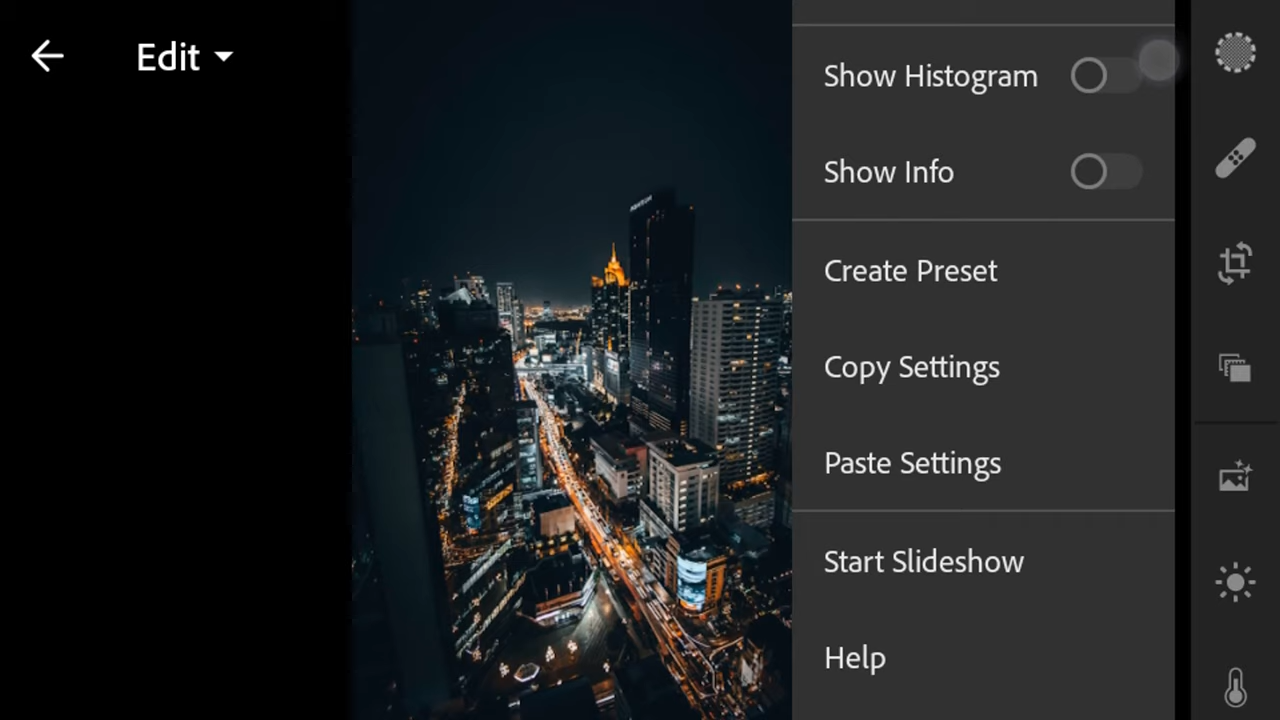 Edit
Show Histogram
Show Info
Create Preset
Copy Settings
Paste Settings
Start Slideshow
Help